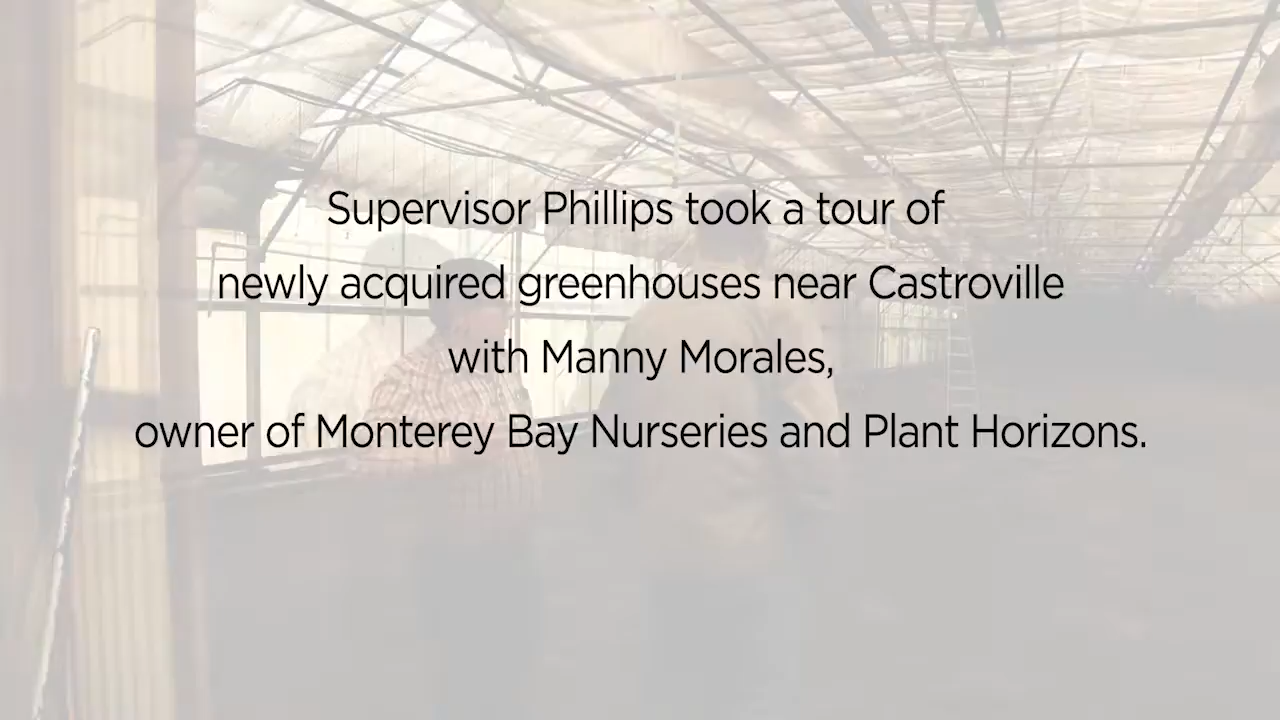 Supervisor Phillips took a tour of
newly acquired greenhouses near Castroville
with Manny Morales,
owner of Monterey Bay Nurseries and Plant Horizons.